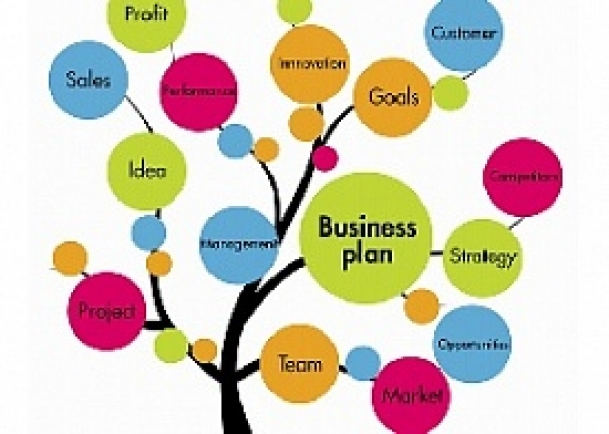 Profit
Customer
Sales
Performance
Innovation
Goals
Idea
Competitors
Management
Business
plan
Strategy
Project
Opportunities
Team
Market